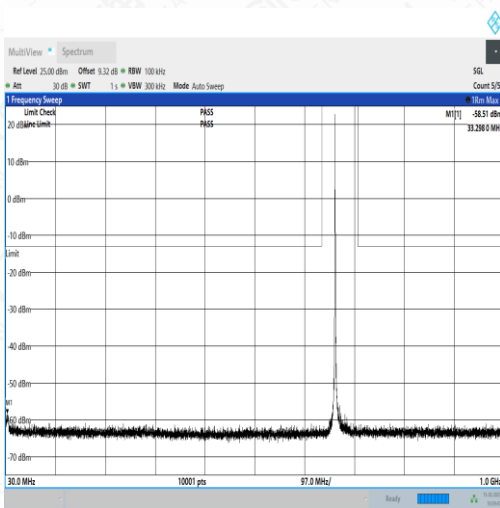 MultiView Spectrum
Ref Level 25.00 dBm Offset 9.32 dB RBW 100 kHz SGL
Att 30 dB SWT 1 s VBW 300 kHz Mode Auto Sweep Count 5/5
1 Frequency Sweep 1Rm Max
Limit Check PASS M1[1] -58.51 dBm
20 dBm Line Limit PASS 33.2980 MH
10 dBm
0 dBm
-10 dBm
Limit
-20 dBm
-30 dBm
-40 dBm
-50 dBm
M1
-60 dBm
-70 dBm
30.0 MHz 10001 pts 97.0 MHz/ 1.0 GH
Ready